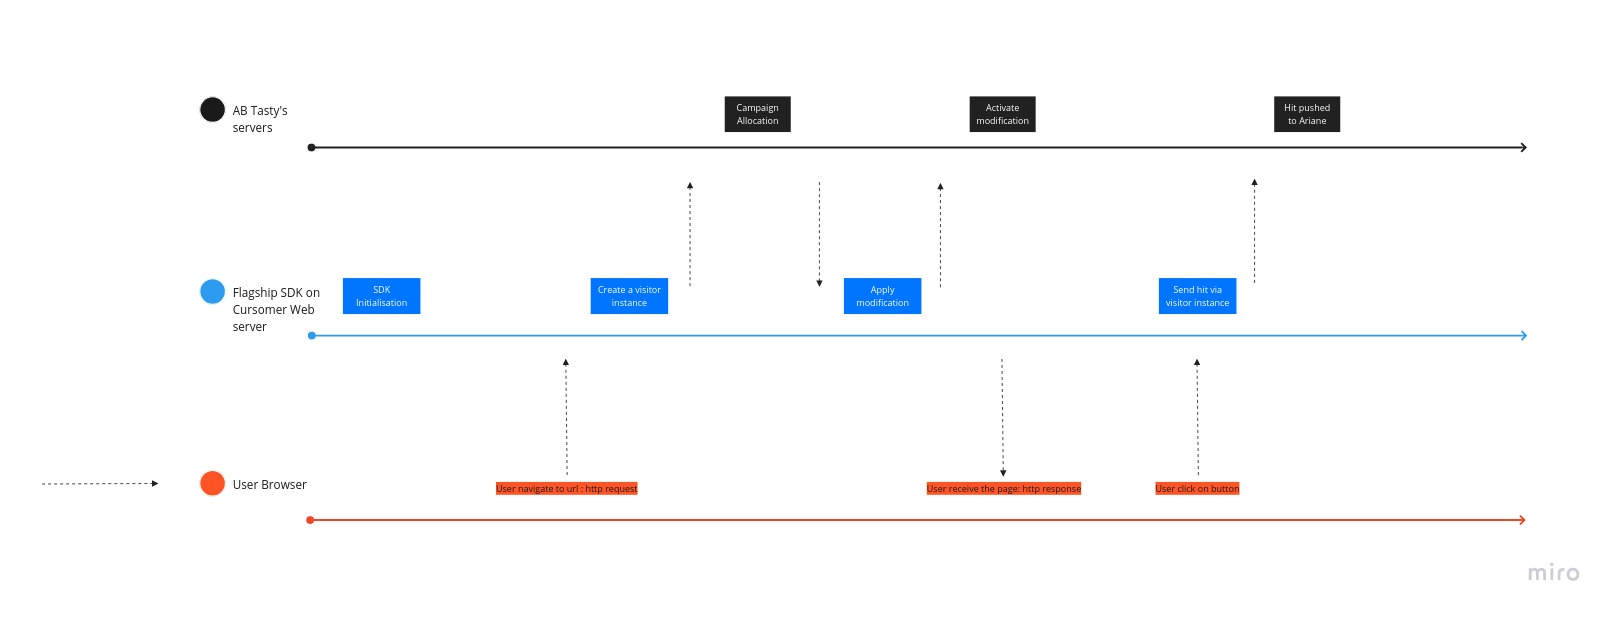 AB Tasty's
servers
Campaign
Allocation
Activate
modification
Hit pushed
to Ariane
Flagship SDK on
Cursomer Web
server
SDK
Initialisation
Create a visitor
instance
Apply
modification
Send hit via
visitor instance
User Browser
User navigate to url : http request
User receive the page: http response
User click on button
miro